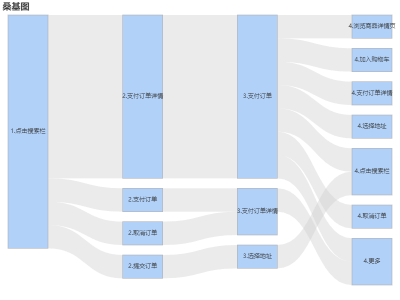 桑基图
1.点击搜索栏
2.支付订单详情
2.支付订单
2.取消订单
2.提交订单
3.支付订单
3.支付订单详情
3.选择地址
4.浏览商品详情页
4.加入购物车
4.支付订单详情
4.选择地址
4.点击搜索栏
4.取消订单
4.更多